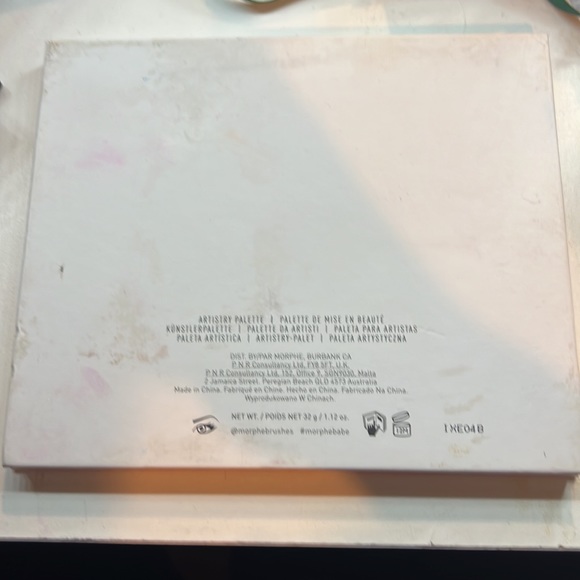 ARTISTRY PALETTE | PALETTE DE MISE EN BEAUTÉ
KÜNSTLERPALETTE | PALETTE DA ARTISTI | PALETA PARA ARTISTAS
PALETA ARTÍSTICA | ARTISTRY-PALET | PALETA ARTYSTYCZNA
DIST. BY/PAR MORPHE, BURBANK CA
P N R Consultancy Ltd, FY8 5FT, U.K.
P N R Consultancy Ltd, 152, Office 9, SGN9030, Malta
2 Jamaica Street, Peregian Beach QLD 4573 Australia
Made in China. Fabriqué en Chine. Hecho en China. Fabricado Na China.
Wyprodukowano W Chinach.
NET WT. / POIDS NET 32 g / 1.12 oz.
@morphebrushes #morphebabe